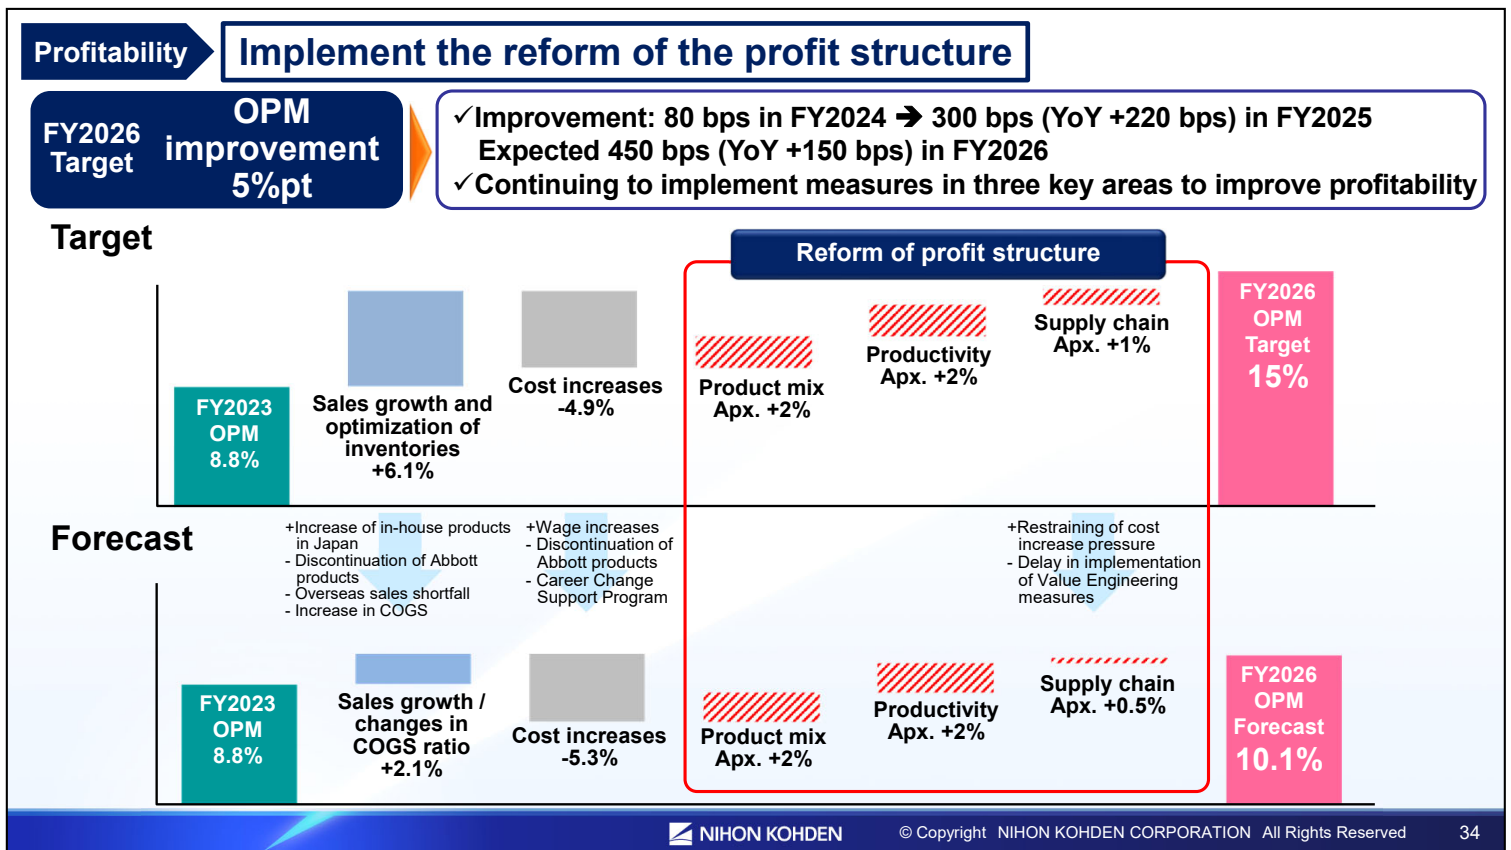 Profitability
Implement the reform of the profit structure
FY2026
Target
OPM
improvement
5%pt
✓Improvement: 80 bps in FY2024 ➔ 300 bps (YoY +220 bps) in FY2025
Expected 450 bps (YoY +150 bps) in FY2026
✓Continuing to implement measures in three key areas to improve profitability
Target
Reform of profit structure
FY2023
OPM
8.8%
Sales growth and
optimization of
inventories
+6.1%
Cost increases
-4.9%
Product mix
Apx. +2%
Productivity
Apx. +2%
Supply chain
Apx. +1%
FY2026
OPM
Target
15%
Forecast
+Increase of in-house products
in Japan
- Discontinuation of Abbott
products
- Overseas sales shortfall
- Increase in COGS
+Wage increases
- Discontinuation of
Abbott products
- Career Change
Support Program
+Restraining of cost
increase pressure
- Delay in implementation
of Value Engineering
measures
FY2023
OPM
8.8%
Sales growth /
changes in
COGS ratio
+2.1%
Cost increases
-5.3%
Product mix
Apx. +2%
Productivity
Apx. +2%
Supply chain
Apx. +0.5%
FY2026
OPM
Forecast
10.1%
NIHON KOHDEN
© Copyright NIHON KOHDEN CORPORATION All Rights Reserved
34